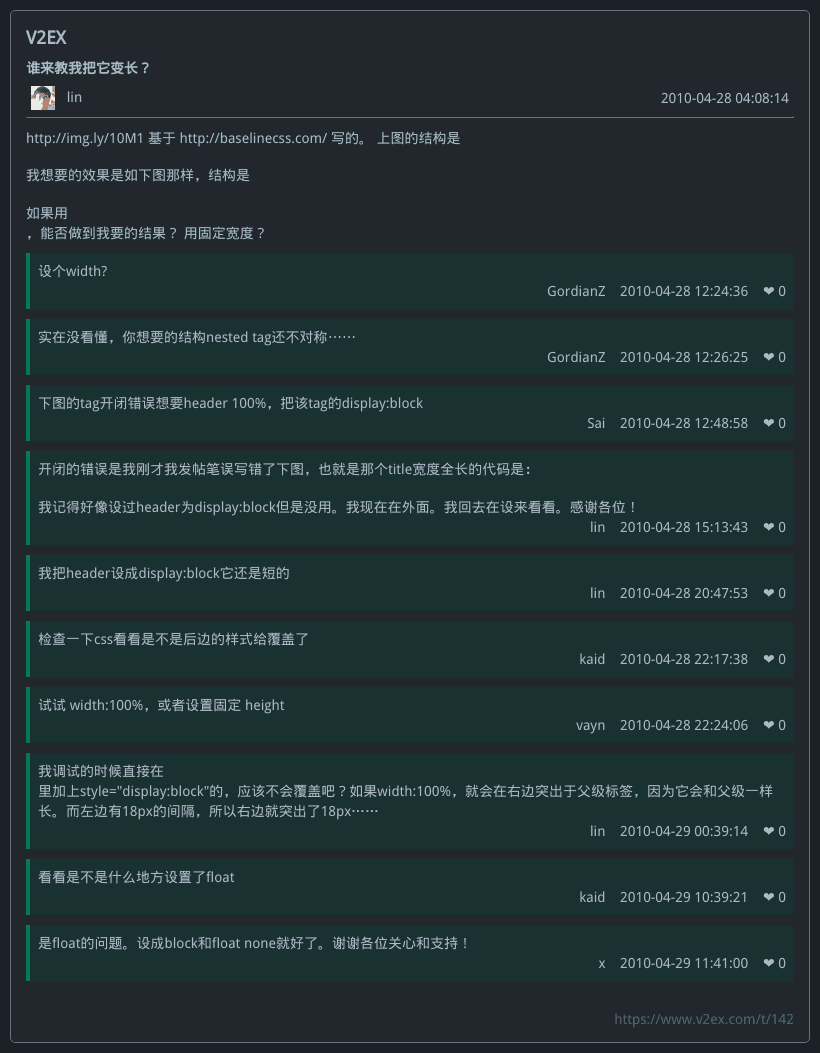 V2EX
谁来教我把它变长？
lin 2010-04-28 04:08:14
http://img.ly/10M1 基于 http://baselinecss.com/ 写的。 上图的结构是
我想要的效果是如下图那样，结构是
如果用
，能否做到我要的结果？ 用固定宽度？
设个width?
GordianZ 2010-04-28 12:24:36 ❤ 0
实在没看懂，你想要的结构nested tag还不对称……
GordianZ 2010-04-28 12:26:25 ❤ 0
下图的tag开闭错误想要header 100%，把该tag的display:block
Sai 2010-04-28 12:48:58 ❤ 0
开闭的错误是我刚才我发帖笔误写错了下图，也就是那个title宽度全长的代码是：
我记得好像设过header为display:block但是没用。我现在在外面。我回去在设来看看。感谢各位！
lin 2010-04-28 15:13:43 ❤ 0
我把header设成display:block它还是短的
lin 2010-04-28 20:47:53 ❤ 0
检查一下css看看是不是后边的样式给覆盖了
kaid 2010-04-28 22:17:38 ❤ 0
试试 width:100%，或者设置固定 height
vayn 2010-04-28 22:24:06 ❤ 0
我调试的时候直接在
里加上style="display:block"的，应该不会覆盖吧？如果width:100%，就会在右边突出于父级标签，因为它会和父级一样
长。而左边有18px的间隔，所以右边就突出了18px……
lin 2010-04-29 00:39:14 ❤ 0
看看是不是什么地方设置了float
kaid 2010-04-29 10:39:21 ❤ 0
是float的问题。设成block和float none就好了。谢谢各位关心和支持！
x 2010-04-29 11:41:00 ❤ 0
https://www.v2ex.com/t/142